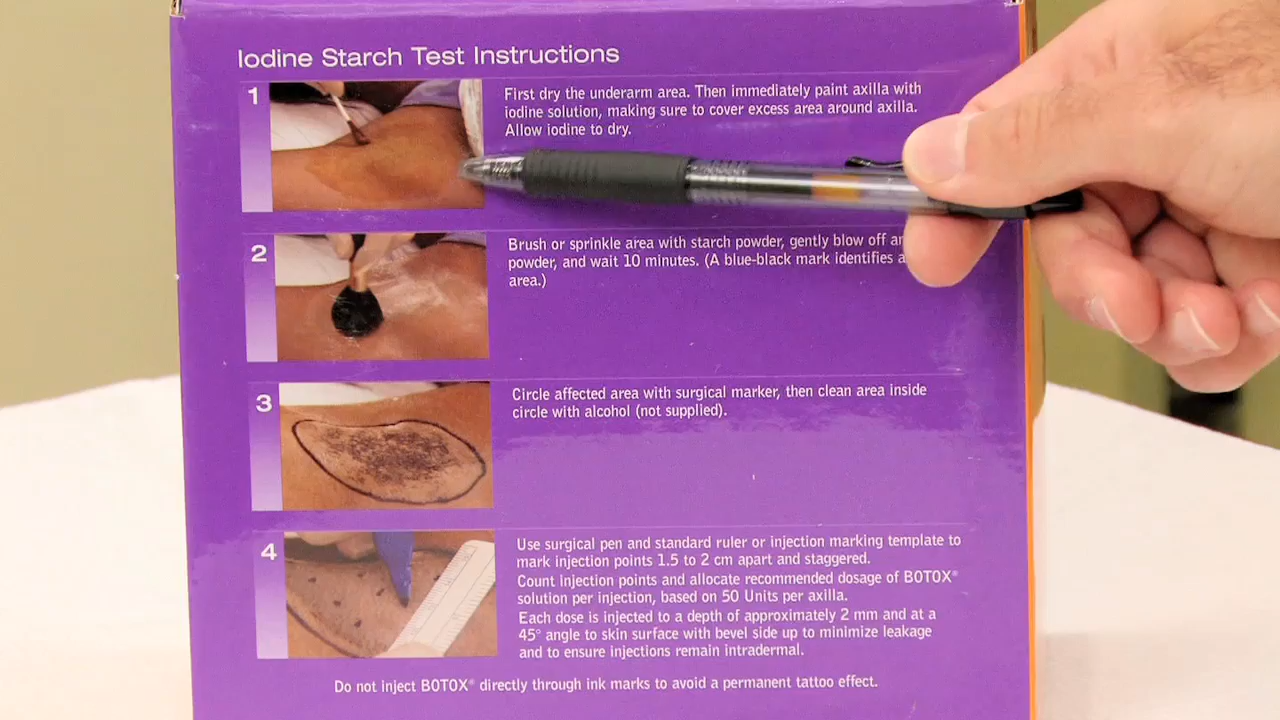 Iodine Starch Test Instructions
1
First dry the underarm area. Then immediately paint axilla with
iodine solution, making sure to cover excess area around axilla.
Allow iodine to dry.
2
Brush or sprinkle area with starch powder, gently blow off
powder, and wait 10 minutes. (A blue-black mark identifies
area.)
3
Circle affected area with surgical marker, then clean area inside
circle with alcohol (not supplied).
4
Use surgical pen and standard ruler or injection marking template to
mark injection points 1.5 to 2 cm apart and staggered.
Count injection points and allocate recommended dosage of BOTOX®
solution per injection, based on 50 Units per axilla.
Each dose is injected to a depth of approximately 2 mm and at a
45° angle to skin surface with bevel side up to minimize leakage
and to ensure injections remain intradermal.
Do not inject BOTOX® directly through ink marks to avoid a permanent tattoo effect.